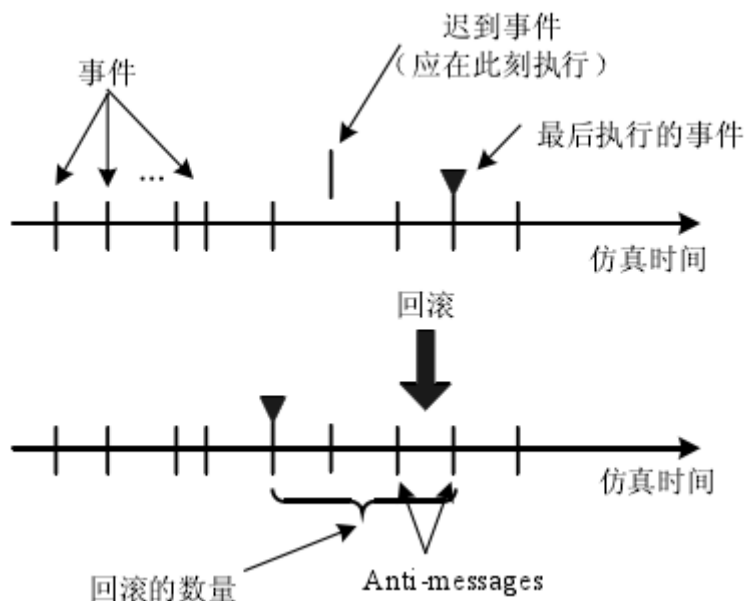 迟到事件
（应在此刻执行）
事件
最后执行的事件
...
仿真时间
回滚
仿真时间
回滚的数量
Anti-messages